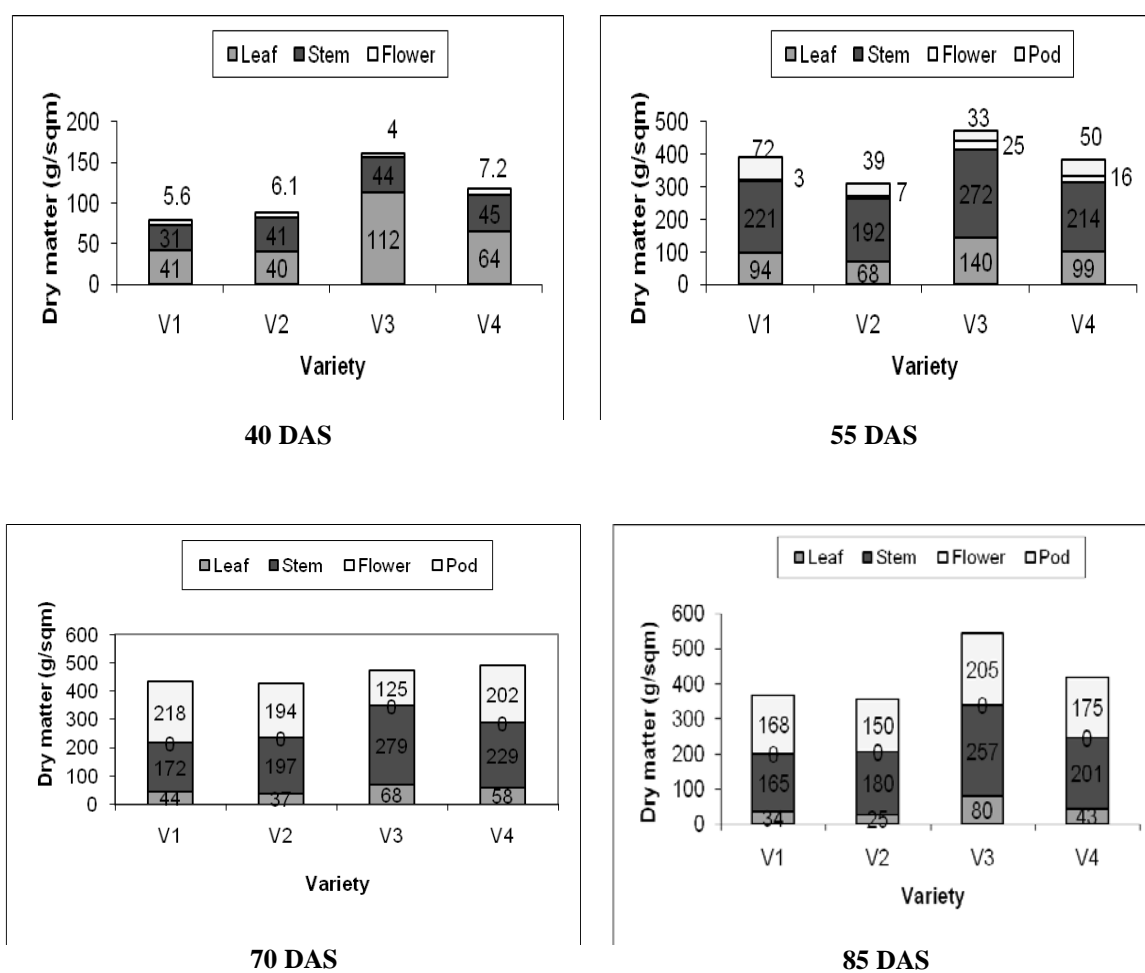 Leaf Stem Flower
Dry matter (g/sqm)
200
150
100
50
0
5.6 6.1 4 7.2
31 41 44 45
41 40 112 64
V1 V2 V3 V4
Variety
40 DAS
Leaf Stem Flower Pod
Dry matter (g/sqm)
500
400
300
200
100
0
72 39 33 50
3 7 25 16
221 192 272 214
94 68 140 99
V1 V2 V3 V4
Variety
55 DAS
Leaf Stem Flower Pod
Dry matter (g/sqm)
600
500
400
300
200
100
0
218 194 125 202
0 0 0 0
172 197 279 229
44 37 68 58
V1 V2 V3 V4
Variety
70 DAS
Leaf Stem Flower Pod
Dry matter (g/sqm)
600
500
400
300
200
100
0
168 150 205 175
0 0 0 0
165 180 257 201
34 25 80 43
V1 V2 V3 V4
Variety
85 DAS